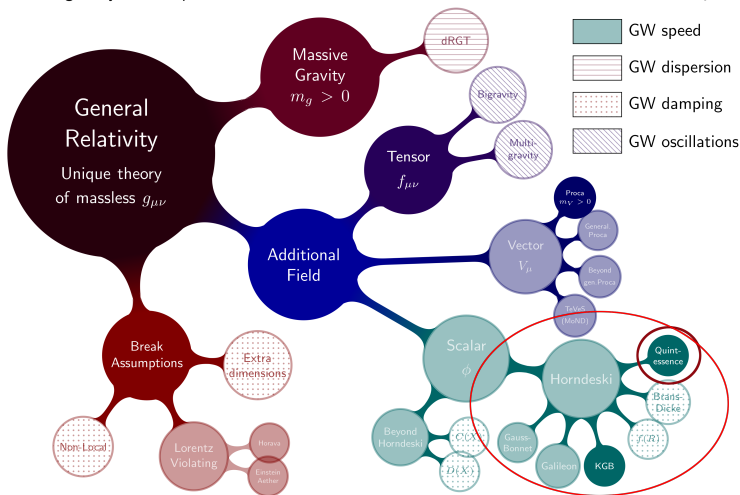 General
Relativity
Unique theory
of massless gμν
Massive
Gravity
m_g > 0
dRGT
GW speed
GW dispersion
GW damping
GW oscillations
Tensor
fμν
Bigravity
Multi-
gravity
Additional
Field
Vector
Vμ
Proca
m_V > 0
General
Proca
Beyond
gen.Proca
TeVeS
(MoND)
Scalar
ϕ
Horndeski
Quint-
essence
Brans-
Dicke
f(R)
KGB
Galileon
Gauss-
Bonnet
Beyond
Horndeski
C(X)
D(X)
Break
Assumptions
Extra
dimensions
Non-Local
Lorentz
Violating
Horava
Einstein
Aether